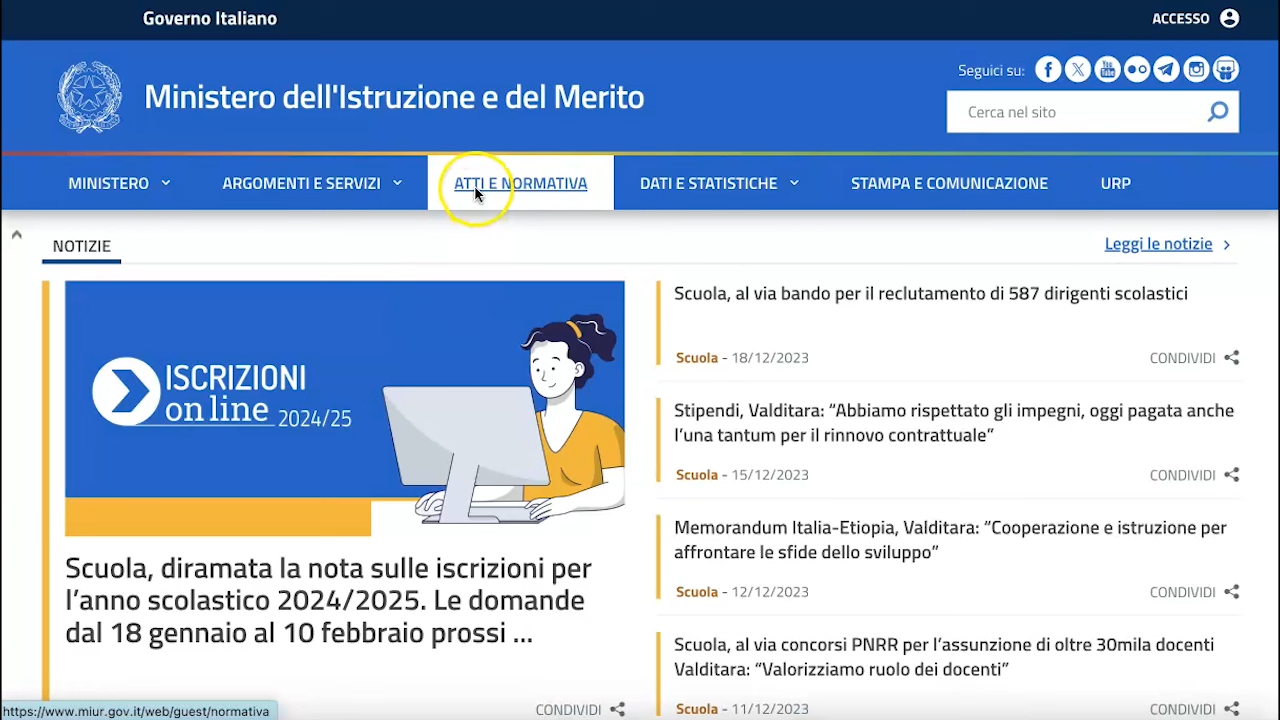 Governo Italiano
ACCESSO
Ministero dell'Istruzione e del Merito
Seguici su:
Cerca nel sito
MINISTERO
ARGOMENTI E SERVIZI
ATTI E NORMATIVA
DATI E STATISTICHE
STAMPA E COMUNICAZIONE
URP
NOTIZIE
Leggi le notizie
ISCRIZIONI
on line 2024/25
Scuola, diramata la nota sulle iscrizioni per
l’anno scolastico 2024/2025. Le domande
dal 18 gennaio al 10 febbraio prossi ...
CONDIVIDI
Scuola, al via bando per il reclutamento di 587 dirigenti scolastici
Scuola - 18/12/2023
CONDIVIDI
Stipendi, Valditara: “Abbiamo rispettato gli impegni, oggi pagata anche
l’una tantum per il rinnovo contrattuale”
Scuola - 15/12/2023
CONDIVIDI
Memorandum Italia-Etiopia, Valditara: “Cooperazione e istruzione per
affrontare le sfide dello sviluppo”
Scuola - 12/12/2023
CONDIVIDI
Scuola, al via concorsi PNRR per l’assunzione di oltre 30mila docenti
Valditara: “Valorizziamo ruolo dei docenti”
Scuola - 11/12/2023
CONDIVIDI
https://www.miur.gov.it/web/guest/normativa